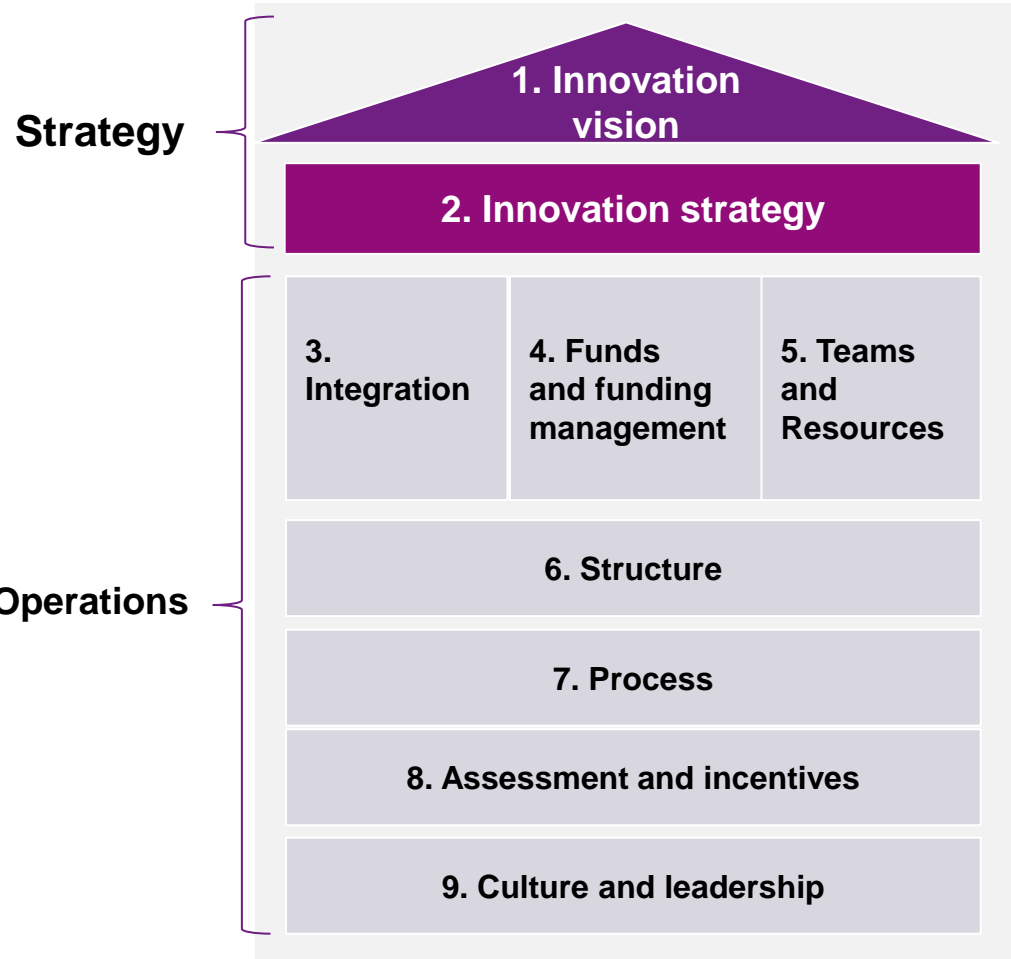 1. Innovation
vision
Strategy
2. Innovation strategy
3.
Integration
4. Funds
and funding
management
5. Teams
and
Resources
6. Structure
Operations
7. Process
8. Assessment and incentives
9. Culture and leadership